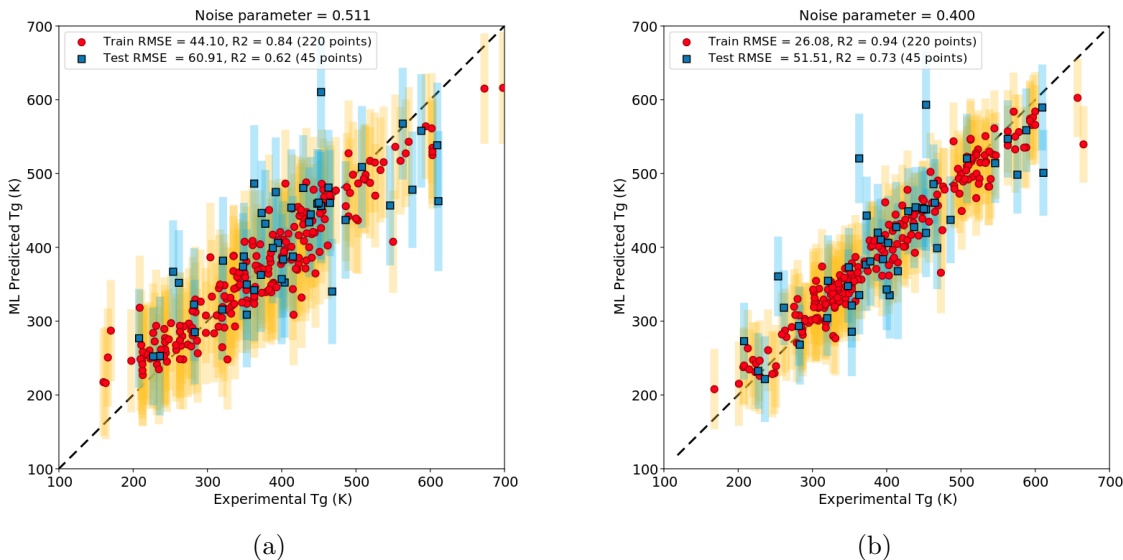 Noise parameter = 0.511
700
600
500
400
300
200
100
ML Predicted Tg (K)
Train RMSE = 44.10, R2 = 0.84 (220 points)
Test RMSE = 60.91, R2 = 0.62 (45 points)
100 200 300 400 500 600 700
Experimental Tg (K)
(a)
Noise parameter = 0.400
700
600
500
400
300
200
100
ML Predicted Tg (K)
Train RMSE = 26.08, R2 = 0.94 (220 points)
Test RMSE = 51.51, R2 = 0.73 (45 points)
100 200 300 400 500 600 700
Experimental Tg (K)
(b)